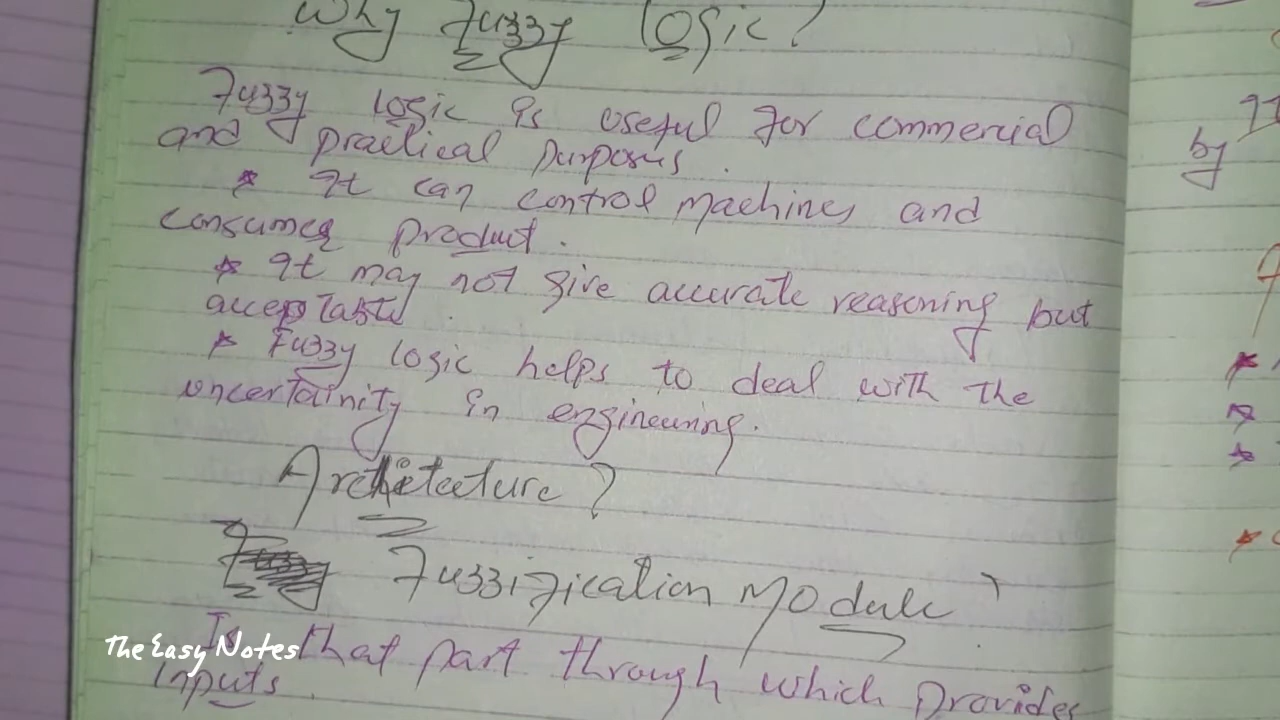 Why Fuzzy logic?
Fuzzy logic is useful for commercial
and practical purposes.
* It can control machines and
consumer product.
* It may not give accurate reasoning but
acceptable.
* Fuzzy logic helps to deal with the
uncertainity in engineering.
Architecture?
Fuzzification Module
Is that part through which provides
inputs.
The Easy Notes
by